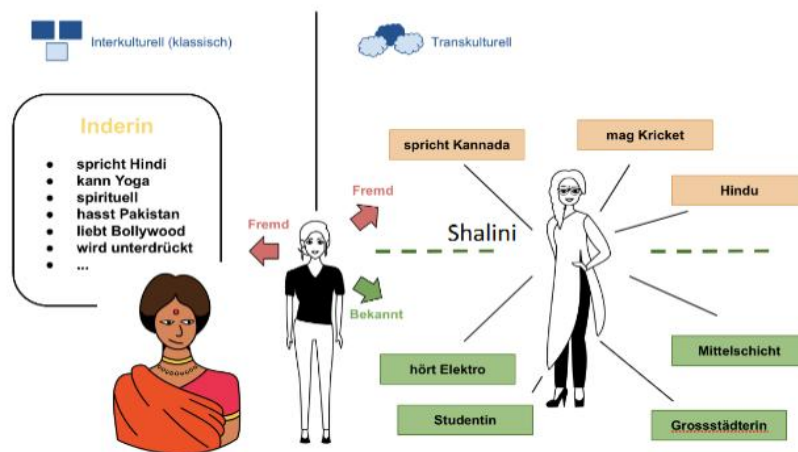 Interkulturell (klassisch)
Transkulturell
Inderin
spricht Hindi
kann Yoga
spirituell
hasst Pakistan
liebt Bollywood
wird unterdrückt
...
Fremd
Fremd
Bekannt
spricht Kannada
mag Kricket
Hindu
Shalini
hört Elektro
Studentin
Mittelschicht
Grossstädterin